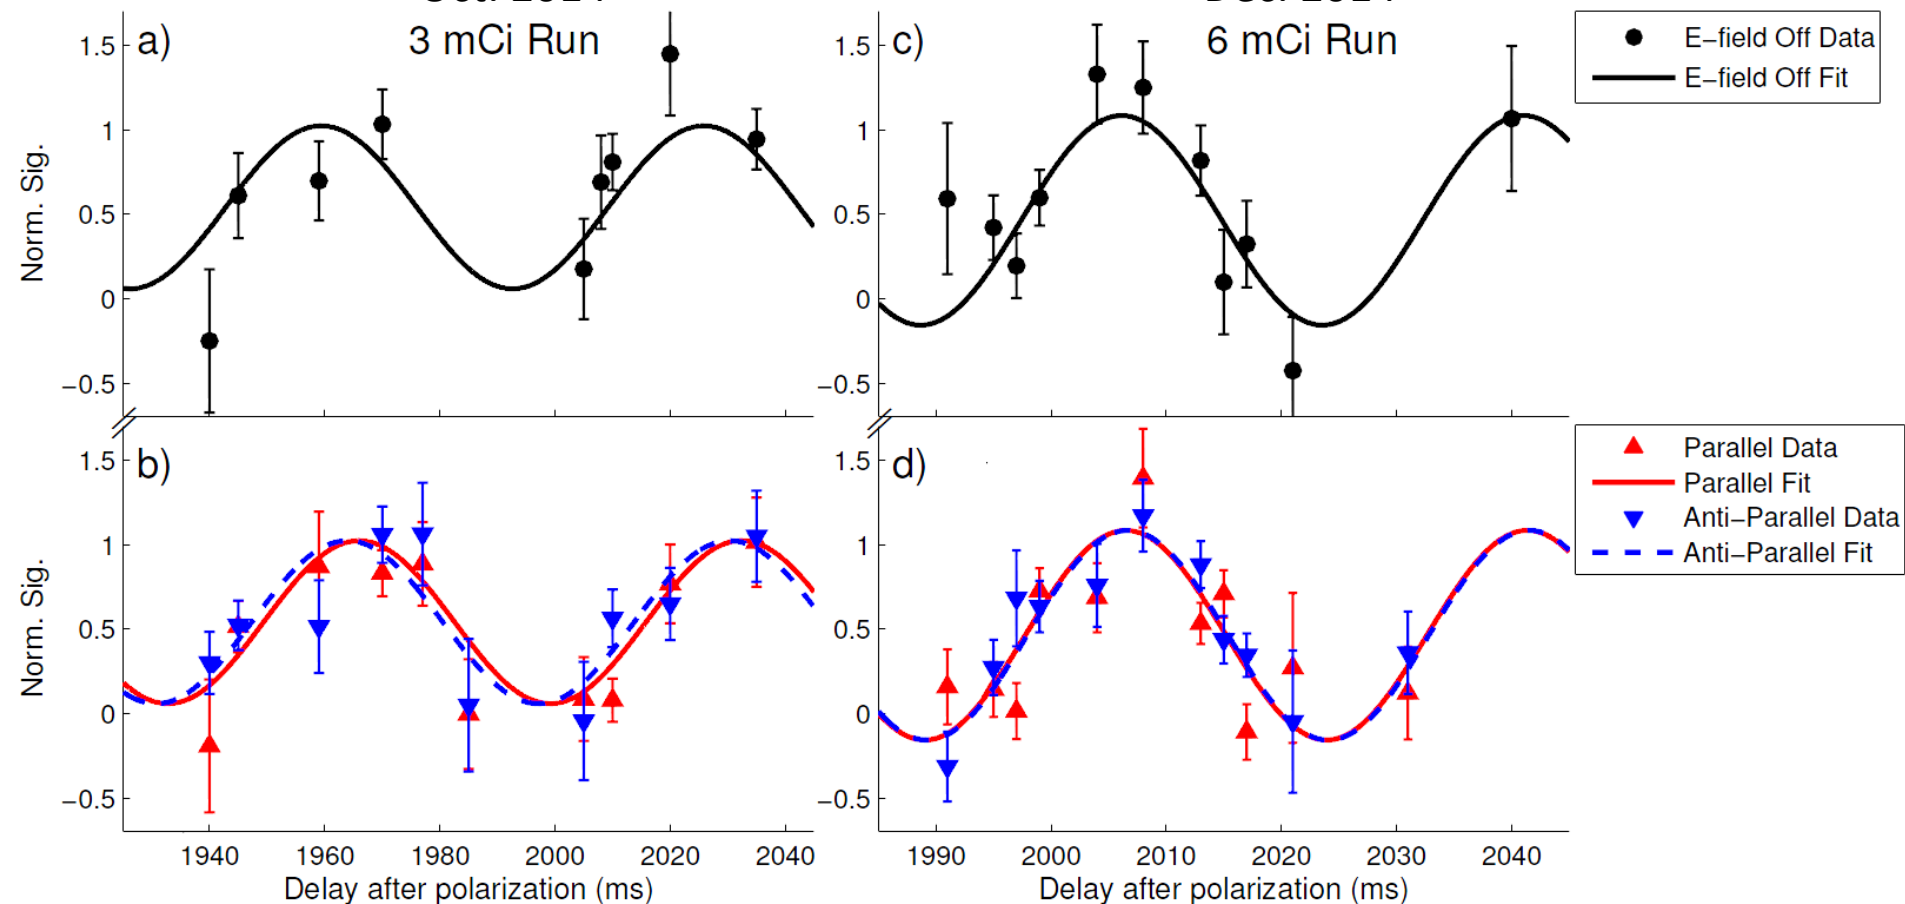 a)
3 mCi Run
c)
6 mCi Run
E-field Off Data
E-field Off Fit
1.5
1
0.5
0
−0.5
Norm. Sig.
1.5
1
0.5
0
−0.5
b)
d)
Parallel Data
Parallel Fit
Anti-Parallel Data
Anti-Parallel Fit
1.5
1
0.5
0
−0.5
Norm. Sig.
1.5
1
0.5
0
−0.5
1940 1960 1980 2000 2020 2040
1990 2000 2010 2020 2030 2040
Delay after polarization (ms)
Delay after polarization (ms)